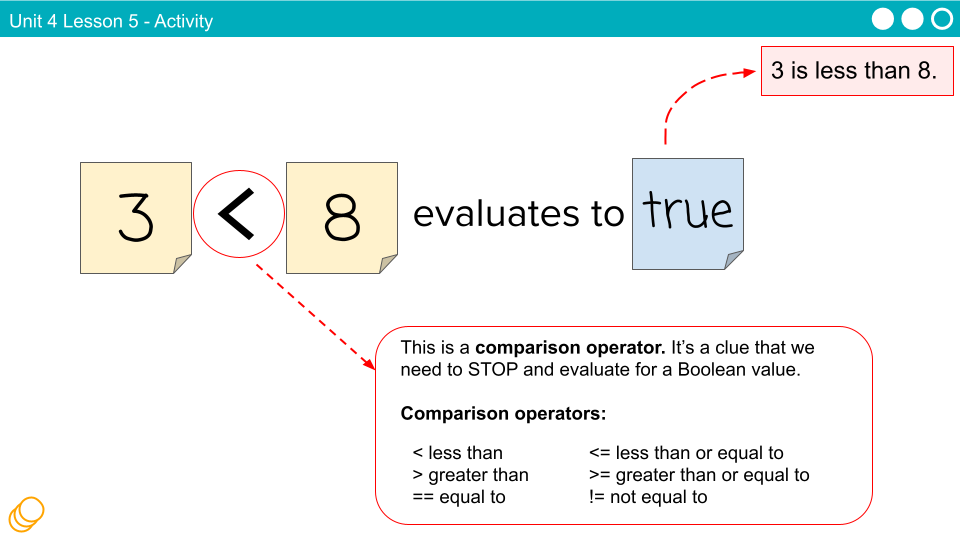 Unit 4 Lesson 5 - Activity
3 is less than 8.
3 < 8 evaluates to true
This is a comparison operator. It's a clue that we
need to STOP and evaluate for a Boolean value.
Comparison operators:
< less than <= less than or equal to
> greater than >= greater than or equal to
== equal to != not equal to